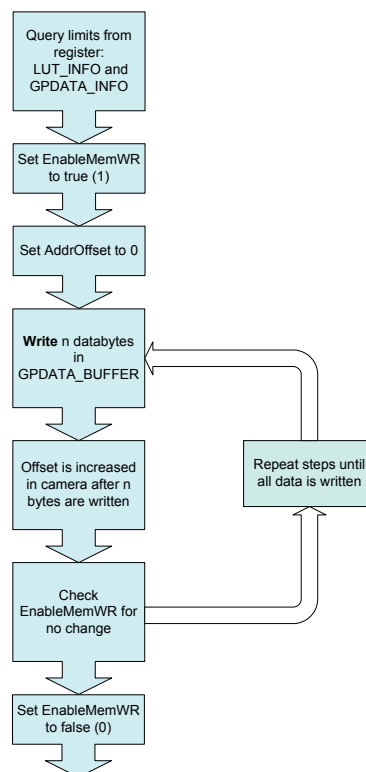 Query limits from
register:
LUT_INFO and
GPDATA_INFO
Set EnableMemWR
to true (1)
Set AddrOffset to 0
Write n databytes
in
GPDATA_BUFFER
Offset is increased
in camera after n
bytes are written
Repeat steps until
all data is written
Check
EnableMemWR for
no change
Set EnableMemWR
to false (0)